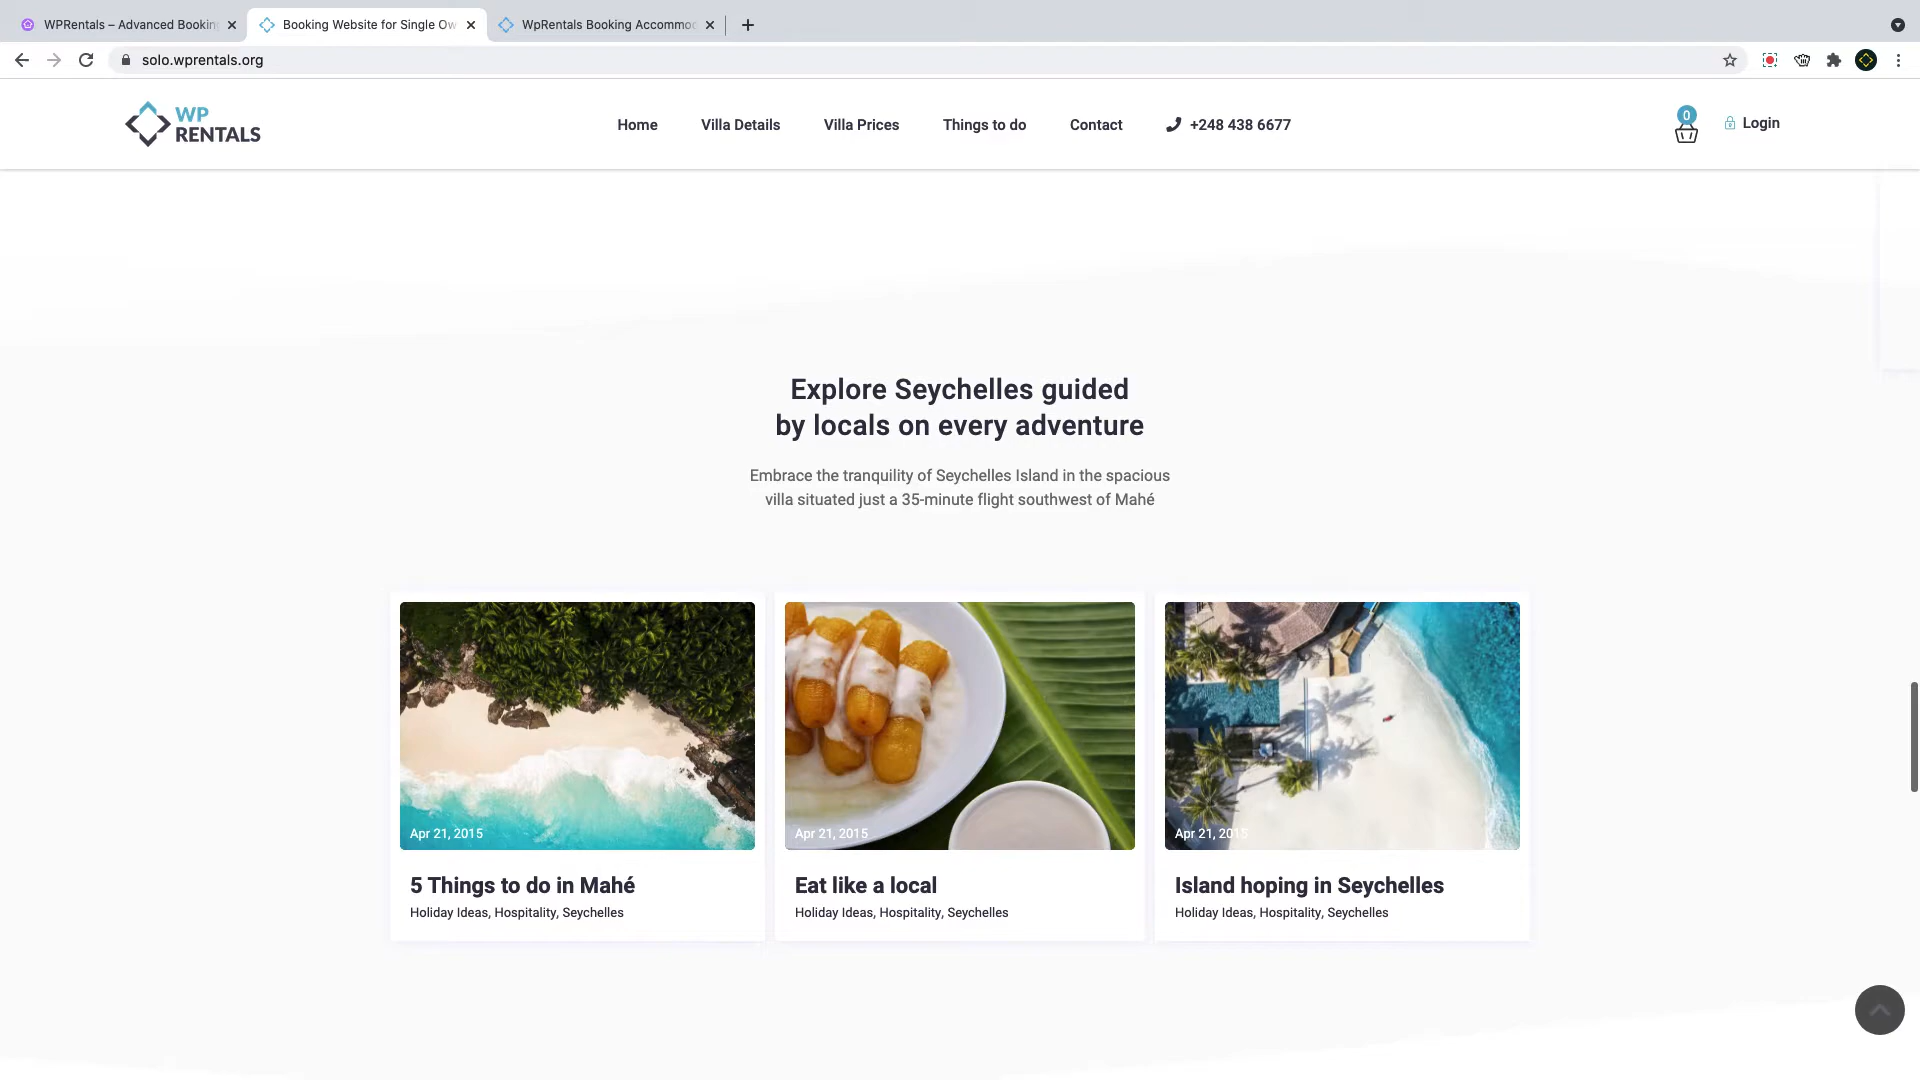 WPRentals – Advanced Bookin
Booking Website for Single Ow
WpRentals Booking Accommod
solo.wprentals.org
WP
RENTALS
Home
Villa Details
Villa Prices
Things to do
Contact
+248 438 6677
0
Login
Explore Seychelles guided
by locals on every adventure
Embrace the tranquility of Seychelles Island in the spacious
villa situated just a 35-minute flight southwest of Mahé
Apr 21, 2015
5 Things to do in Mahé
Holiday Ideas, Hospitality, Seychelles
Apr 21, 2015
Eat like a local
Holiday Ideas, Hospitality, Seychelles
Apr 21, 2015
Island hoping in Seychelles
Holiday Ideas, Hospitality, Seychelles